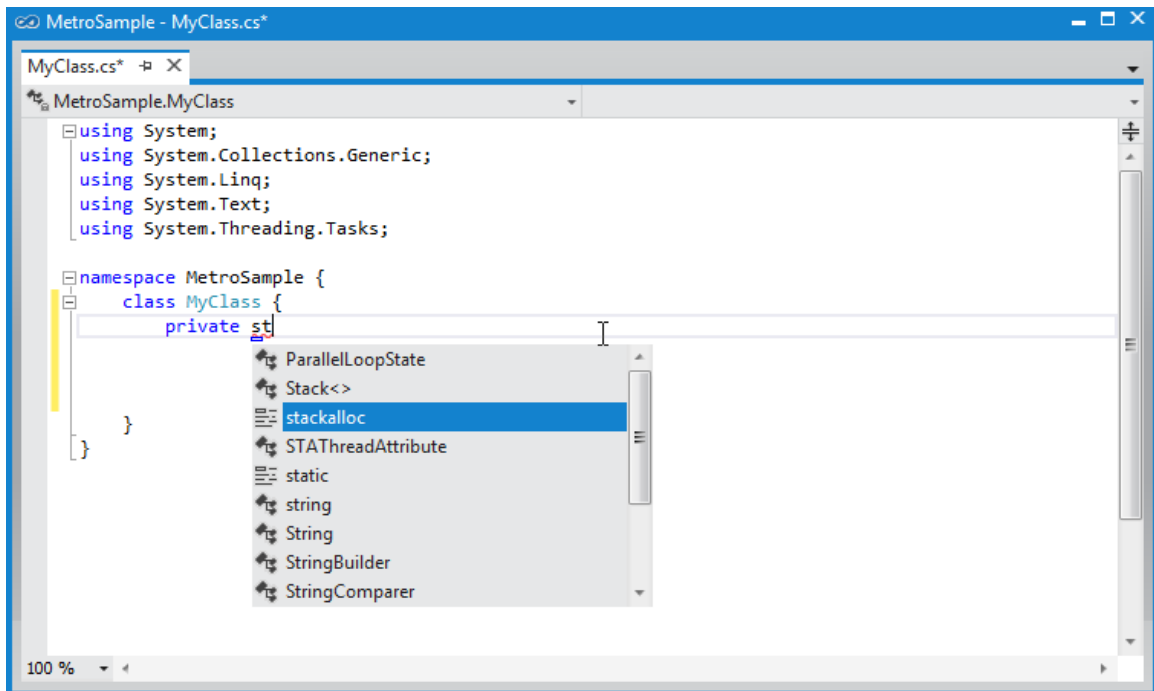 MetroSample - MyClass.cs*
MyClass.cs*
MetroSample.MyClass
using System;
using System.Collections.Generic;
using System.Linq;
using System.Text;
using System.Threading.Tasks;
namespace MetroSample {
class MyClass {
private st
ParallelLoopState
Stack<>
stackalloc
STAThreadAttribute
static
string
String
StringBuilder
StringComparer
}
}
100 %